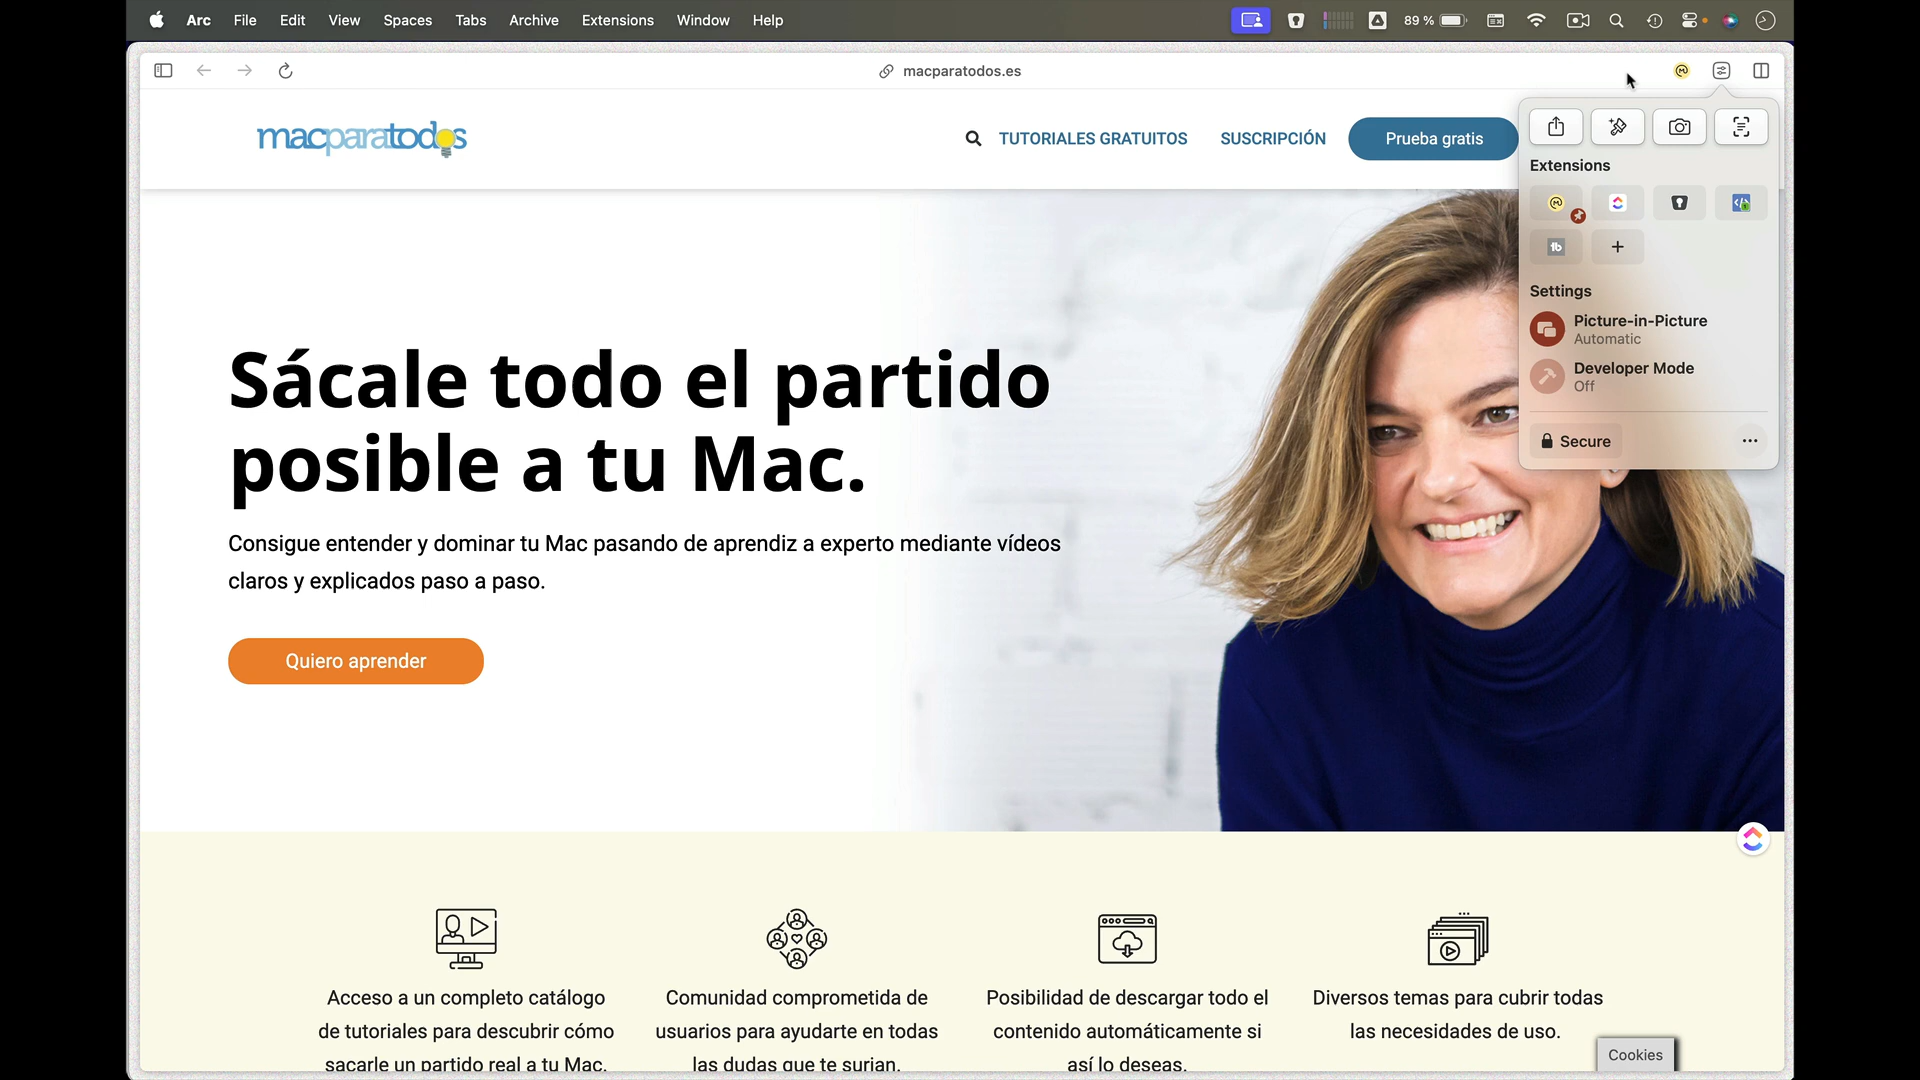 Arc File Edit View Spaces Tabs Archive Extensions Window Help 89 %
macparatodos.es
macparatodos
TUTORIALES GRATUITOS SUSCRIPCIÓN Prueba gratis
Extensions
tb
Settings
Picture-in-Picture
Automatic
Developer Mode
Off
Secure
Sácale todo el partido
posible a tu Mac.
Consigue entender y dominar tu Mac pasando de aprendiz a experto mediante vídeos
claros y explicados paso a paso.
Quiero aprender
Acceso a un completo catálogo
de tutoriales para descubrir cómo
sacarle un partido real a tu Mac.
Comunidad comprometida de
usuarios para ayudarte en todas
las dudas que te surjan.
Posibilidad de descargar todo el
contenido automáticamente si
así lo deseas.
Diversos temas para cubrir todas
las necesidades de uso.
Cookies